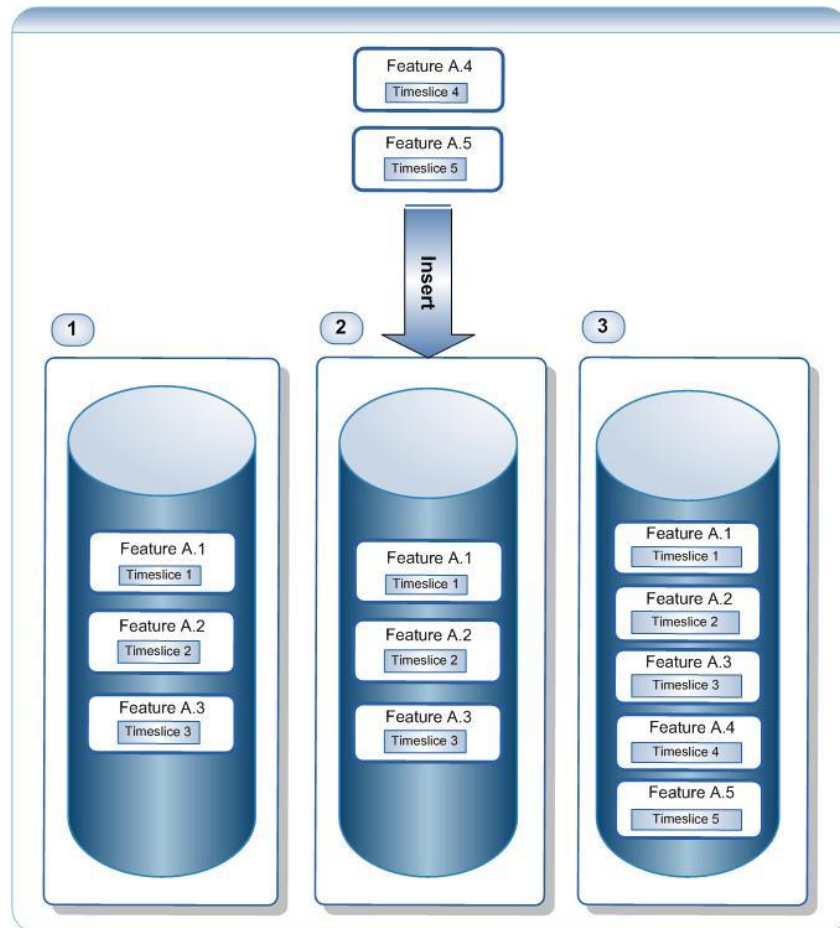 Feature A.4
Timeslice 4
Feature A.5
Timeslice 5
Insert
1
2
3
Feature A.1
Timeslice 1
Feature A.2
Timeslice 2
Feature A.3
Timeslice 3
Feature A.1
Timeslice 1
Feature A.2
Timeslice 2
Feature A.3
Timeslice 3
Feature A.1
Timeslice 1
Feature A.2
Timeslice 2
Feature A.3
Timeslice 3
Feature A.4
Timeslice 4
Feature A.5
Timeslice 5